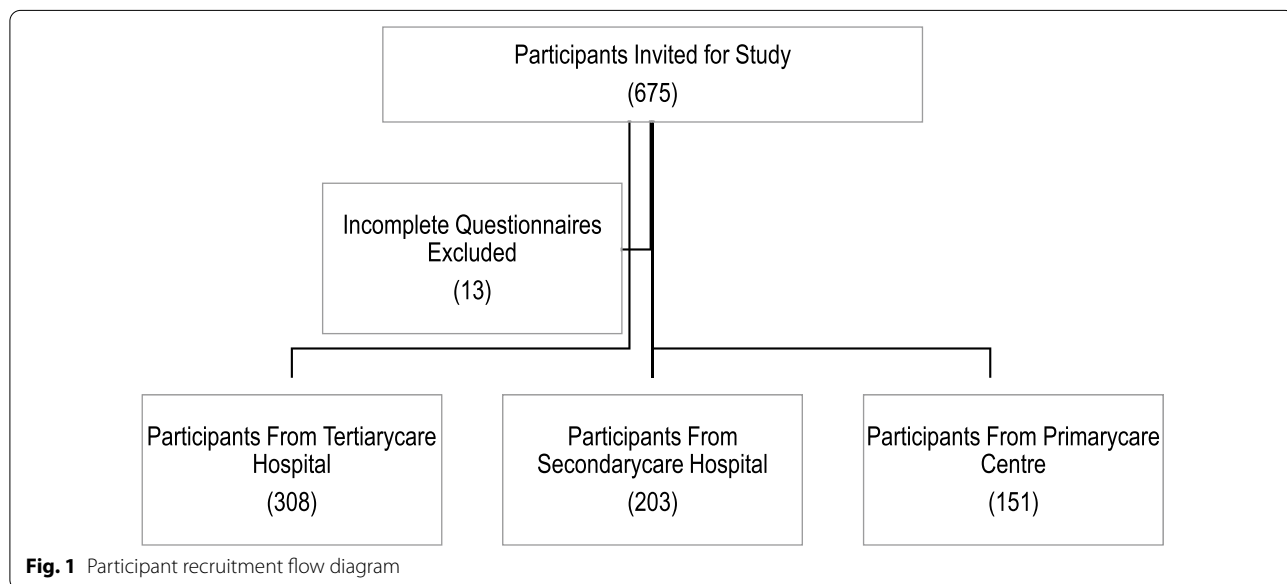 Participants Invited for Study
(675)
Incomplete Questionnaires
Excluded
(13)
Participants From Tertiarycare
Hospital
(308)
Participants From
Secondarycare Hospital
(203)
Participants From Primarycare
Centre
(151)
Fig. 1 Participant recruitment flow diagram